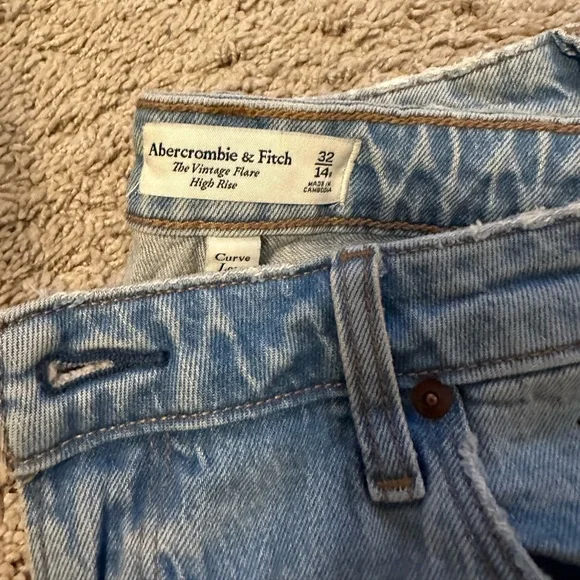 Abercrombie & Fitch
The Vintage Flare
High Rise
32
14
MADE IN
CAMBODIA
Curve